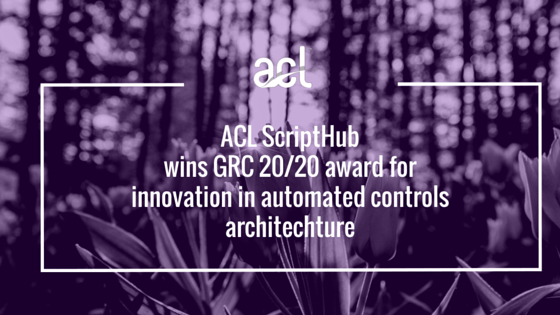 acl
ACL ScriptHub
wins GRC 20/20 award for
innovation in automated controls
architechture